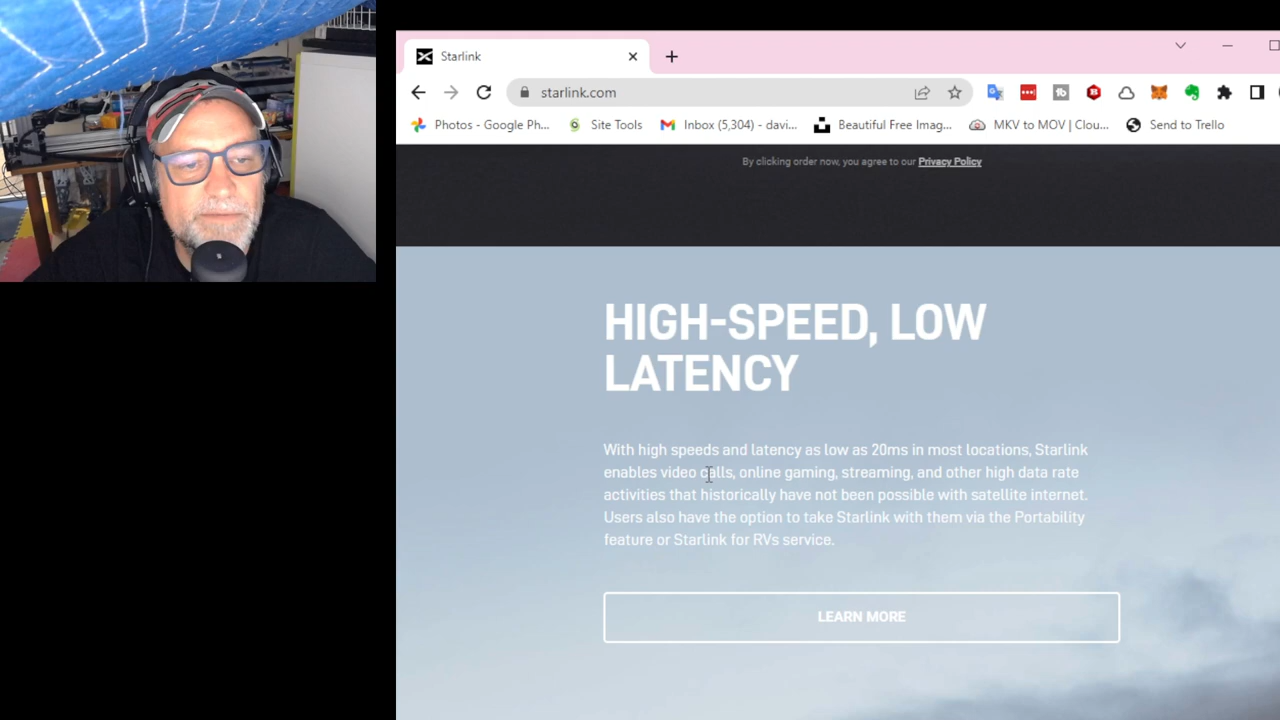 Starlink
starlink.com
Photos - Google Ph... Site Tools Inbox (5,304) - davi... Beautiful Free Imag... MKV to MOV | Clou... Send to Trello
By clicking order now, you agree to our Privacy Policy
HIGH-SPEED, LOW
LATENCY
With high speeds and latency as low as 20ms in most locations, Starlink
enables video calls, online gaming, streaming, and other high data rate
activities that historically have not been possible with satellite internet.
Users also have the option to take Starlink with them via the Portability
feature or Starlink for RVs service.
LEARN MORE